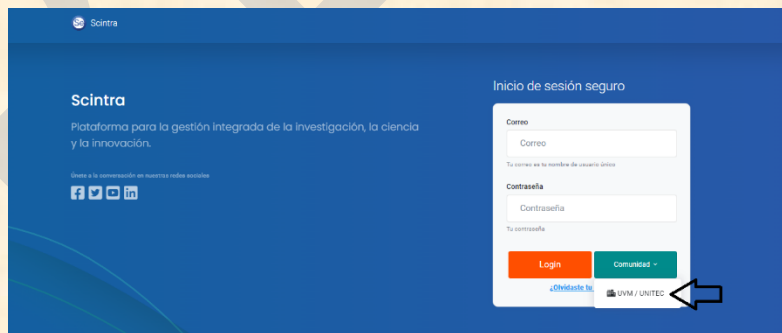 Scintra
Inicio de sesión seguro
Scintra
Plataforma para la gestión integrada de la investigación, la ciencia
y la innovación.
Únete a la conversación en nuestras redes sociales
Correo
Correo
Tu correo es tu nombre de usuario único
Contraseña
Contraseña
Tu contraseña
Login
Comunidad
¿Olvidaste tu
UVM / UNITEC